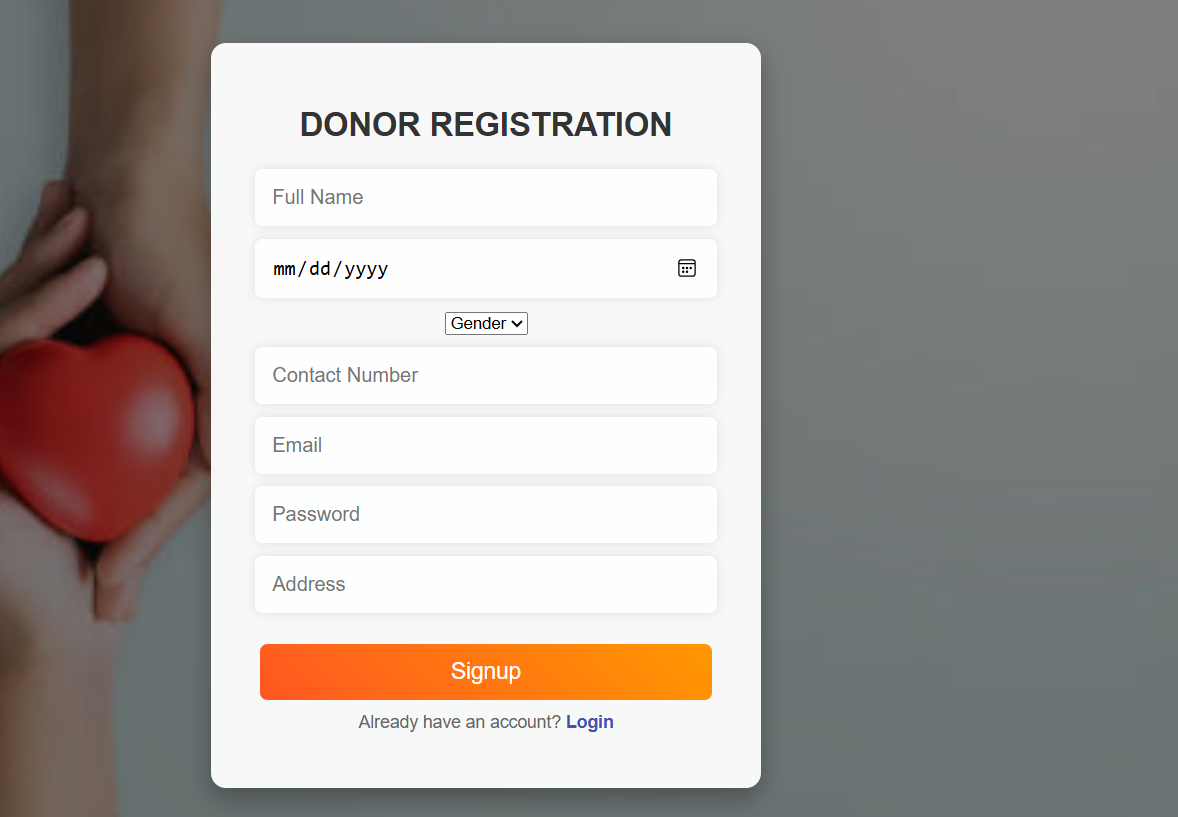 DONOR REGISTRATION
Full Name
mm/dd/yyyy
Gender
Contact Number
Email
Password
Address
Signup
Already have an account? Login